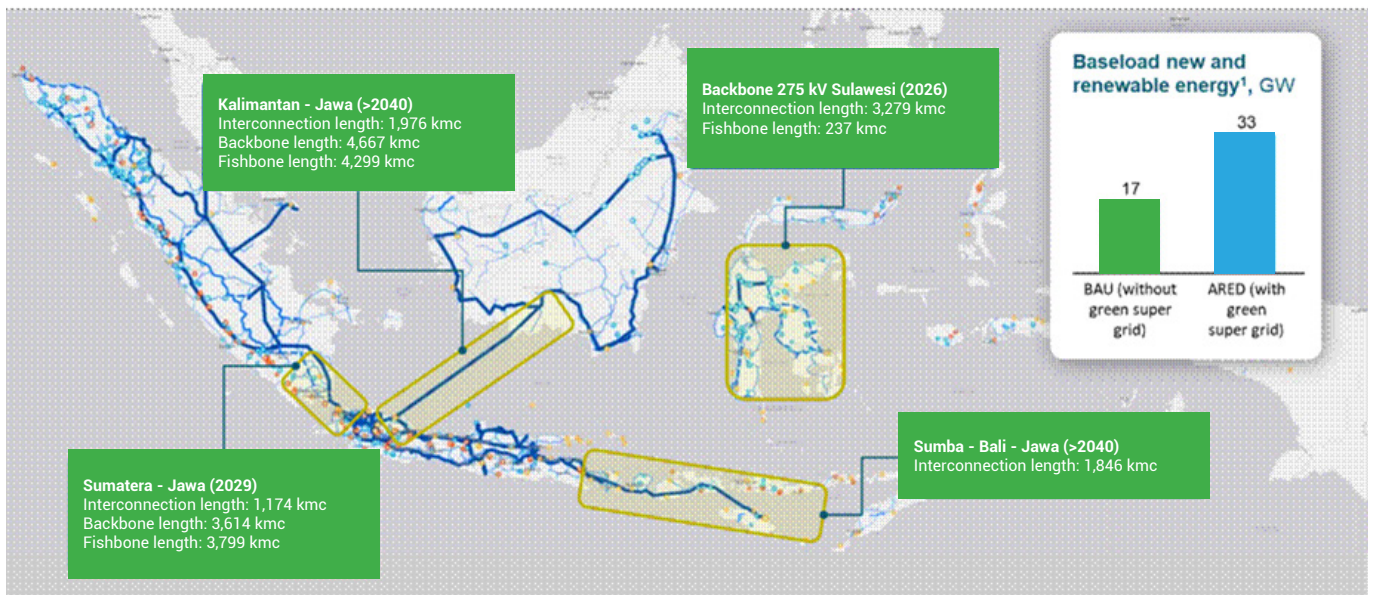 Kalimantan - Jawa (>2040)
Interconnection length: 1,976 kmc
Backbone length: 4,667 kmc
Fishbone length: 4,299 kmc
Backbone 275 kV Sulawesi (2026)
Interconnection length: 3,279 kmc
Fishbone length: 237 kmc
Baseload new and
renewable energy¹, GW
33
17
BAU (without
green super
grid)
ARED (with
green
super grid)
Sumba - Bali - Jawa (>2040)
Interconnection length: 1,846 kmc
Sumatera - Jawa (2029)
Interconnection length: 1,174 kmc
Backbone length: 3,614 kmc
Fishbone length: 3,799 kmc